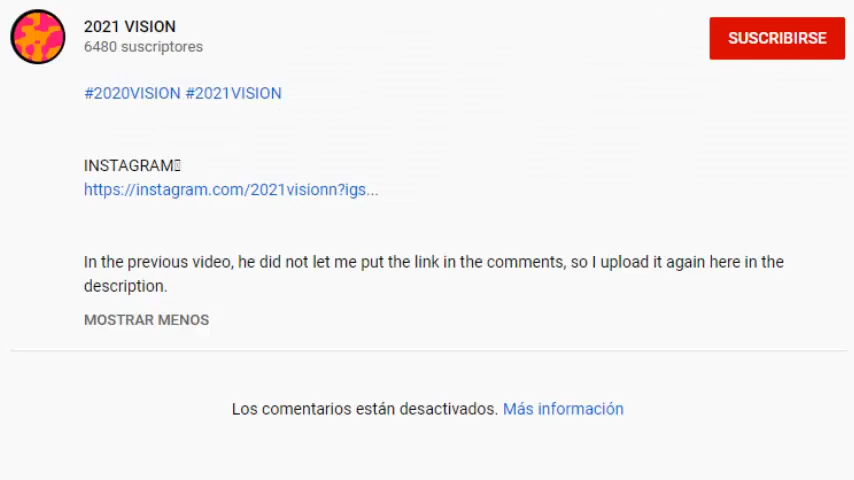 2021 VISION
6480 suscriptores
SUSCRIBIRSE
#2020VISION #2021VISION
INSTAGRAM
https://instagram.com/2021visionn?igs...
In the previous video, he did not let me put the link in the comments, so I upload it again here in the
description.
MOSTRAR MENOS
Los comentarios están desactivados. Más información